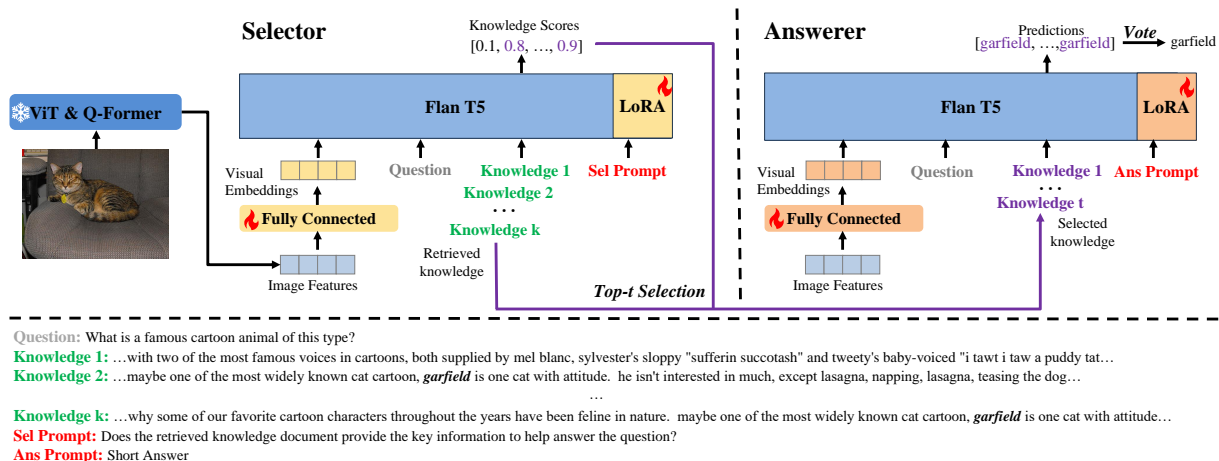 Selector
Knowledge Scores
[0.1, 0.8, …, 0.9]
Flan T5
LoRA
ViT & Q-Former
Visual
Embeddings
Question
Knowledge 1
Knowledge 2
…
Knowledge k
Sel Prompt
Fully Connected
Retrieved
knowledge
Image Features
Top-t Selection
Answerer
Predictions
[garfield, …,garfield]
Vote
garfield
Flan T5
LoRA
Visual
Embeddings
Question
Knowledge 1
…
Knowledge t
Ans Prompt
Fully Connected
Selected
knowledge
Image Features
Question: What is a famous cartoon animal of this type?
Knowledge 1: …with two of the most famous voices in cartoons, both supplied by mel blanc, sylvester's sloppy "sufferin succotash" and tweety's baby-voiced "i tawt i taw a puddy tat…
Knowledge 2: …maybe one of the most widely known cat cartoon, garfield is one cat with attitude. he isn't interested in much, except lasagna, napping, lasagna, teasing the dog…
…
Knowledge k: …why some of our favorite cartoon characters throughout the years have been feline in nature. maybe one of the most widely known cat cartoon, garfield is one cat with attitude…
Sel Prompt: Does the retrieved knowledge document provide the key information to help answer the question?
Ans Prompt: Short Answer